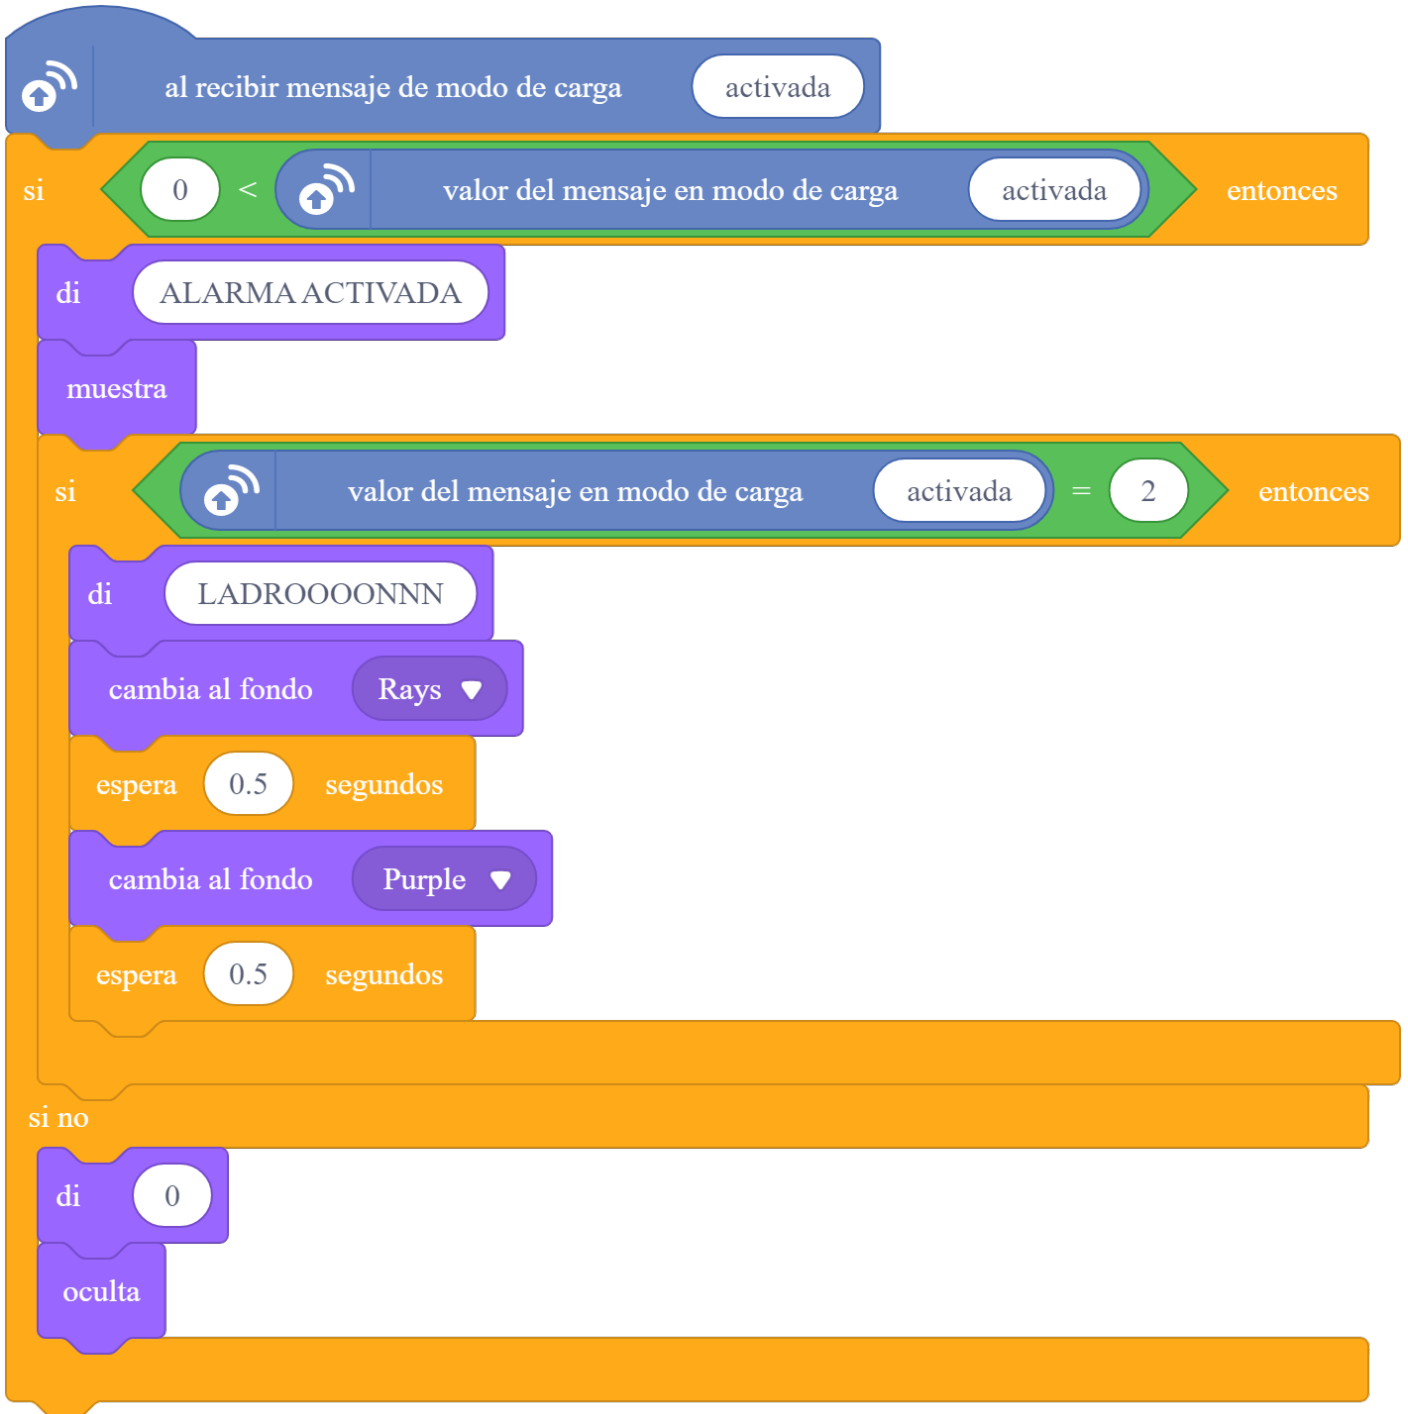 al recibir mensaje de modo de carga activada
si 0 < valor del mensaje en modo de carga activada entonces
di ALARMA ACTIVADA
muestra
si valor del mensaje en modo de carga activada = 2 entonces
di LADROOOONNN
cambia al fondo Rays
espera 0.5 segundos
cambia al fondo Purple
espera 0.5 segundos
si no
di 0
oculta